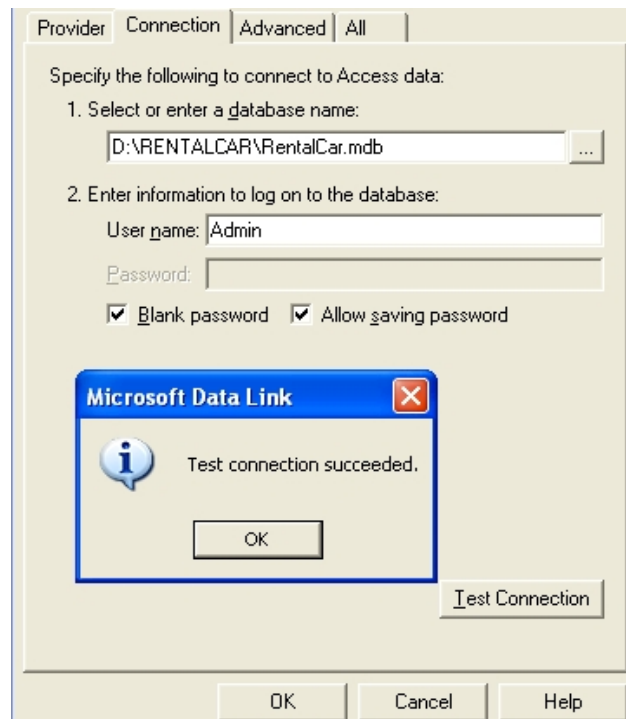 Provider Connection Advanced All
Specify the following to connect to Access data:
1. Select or enter a database name:
D:\RENTALCAR\RentalCar.mdb ...
2. Enter information to log on to the database:
User name: Admin
Password:
Blank password Allow saving password
Microsoft Data Link
Test connection succeeded.
OK
Test Connection
OK Cancel Help